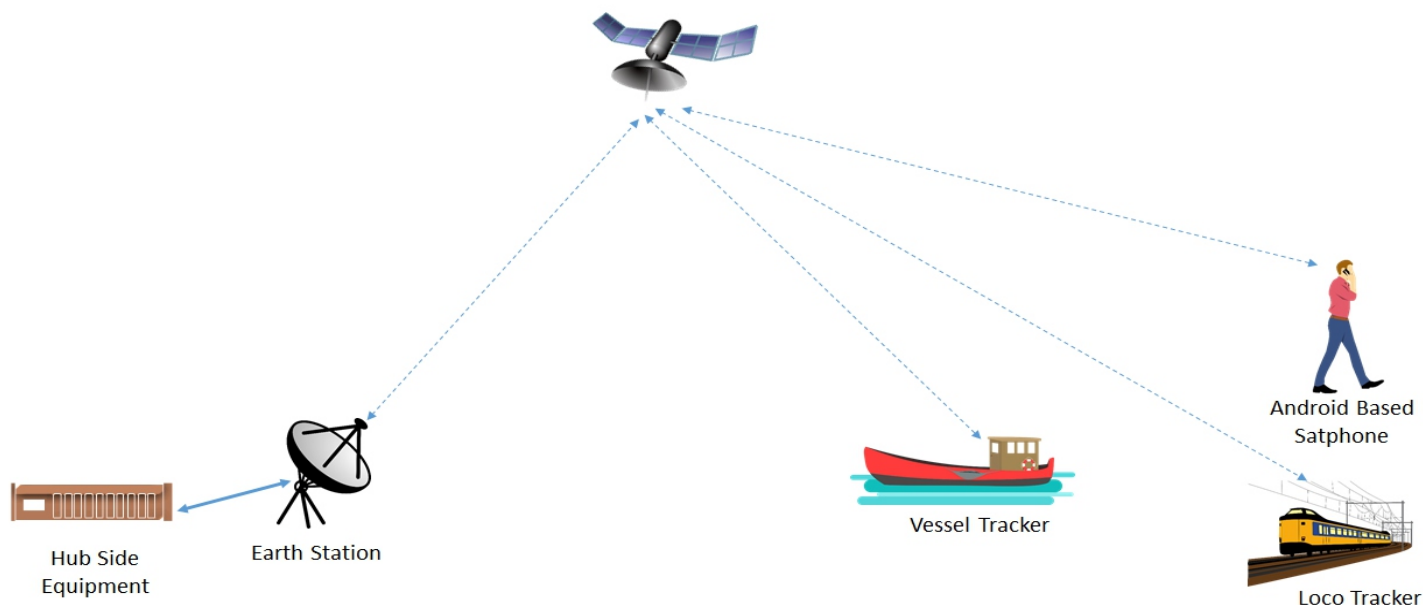 Android Based
Satphone
Vessel Tracker
Earth Station
Hub Side
Equipment
Loco Tracker